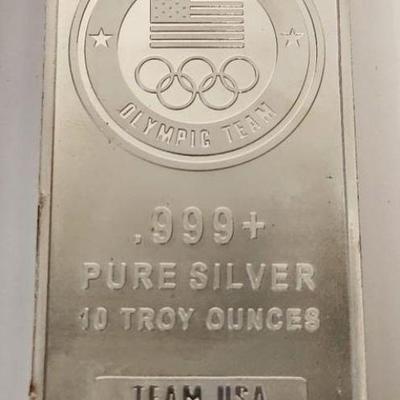 OLYMPIC TEAM
.999+
PURE SILVER
10 TROY OUNCES
TEAM USA